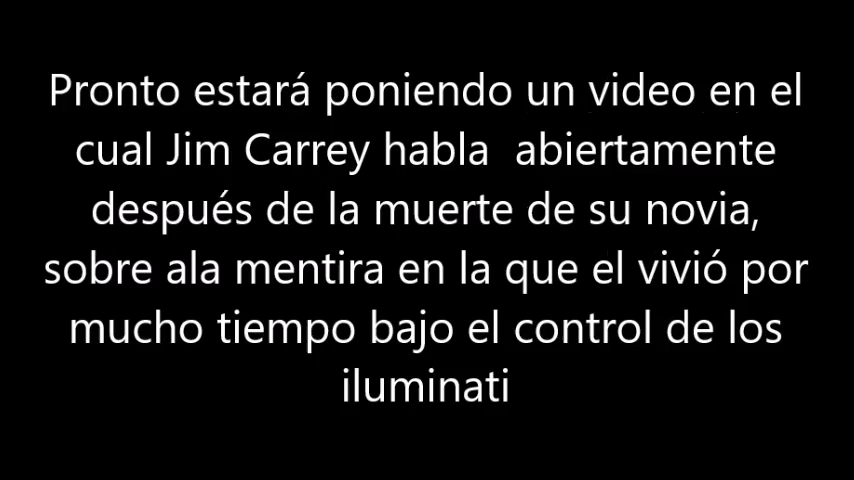 Pronto estará poniendo un video en el
cual Jim Carrey habla  abiertamente
después de la muerte de su novia,
sobre ala mentira en la que el vivió por
mucho tiempo bajo el control de los
iluminati